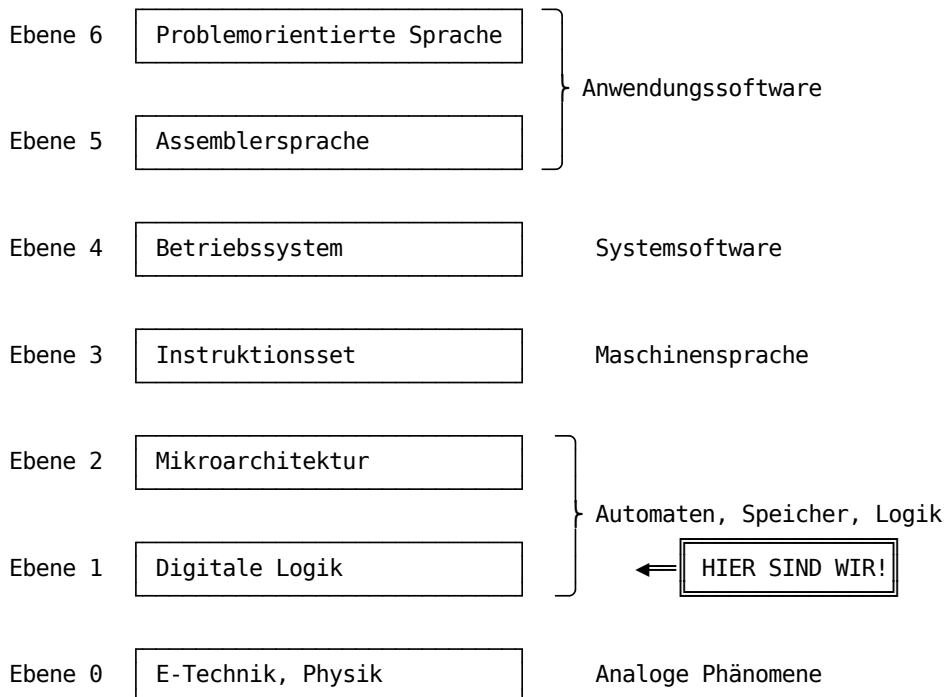 Ebene 6 Problemorientierte Sprache
Anwendungssoftware
Ebene 5 Assemblersprache
Ebene 4 Betriebssystem Systemsoftware
Ebene 3 Instruktionsset Maschinensprache
Ebene 2 Mikroarchitektur
Automaten, Speicher, Logik
Ebene 1 Digitale Logik HIER SIND WIR!
Ebene 0 E-Technik, Physik Analoge Phänomene